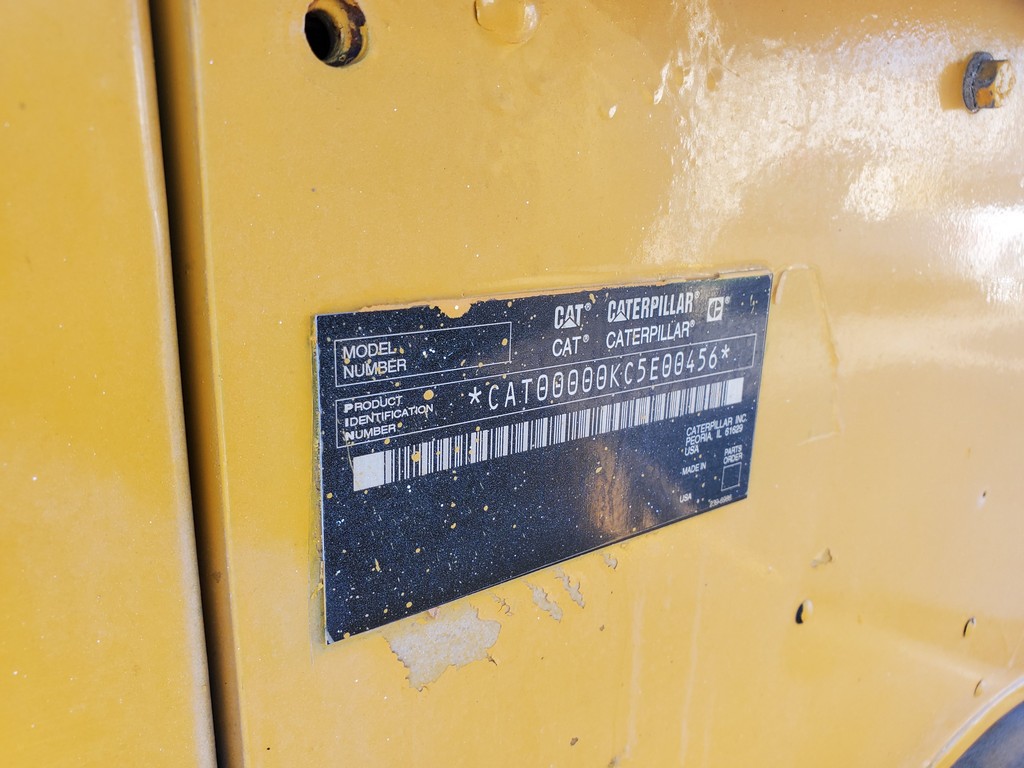 CAT® CATERPILLAR®
CAT® CATERPILLAR®
MODEL
NUMBER
PRODUCT
IDENTIFICATION
NUMBER
*CAT00000KC5E00456*
CATERPILLAR INC.
PEORIA, IL 61629
USA
MADE IN
USA
PARTS
ORDER